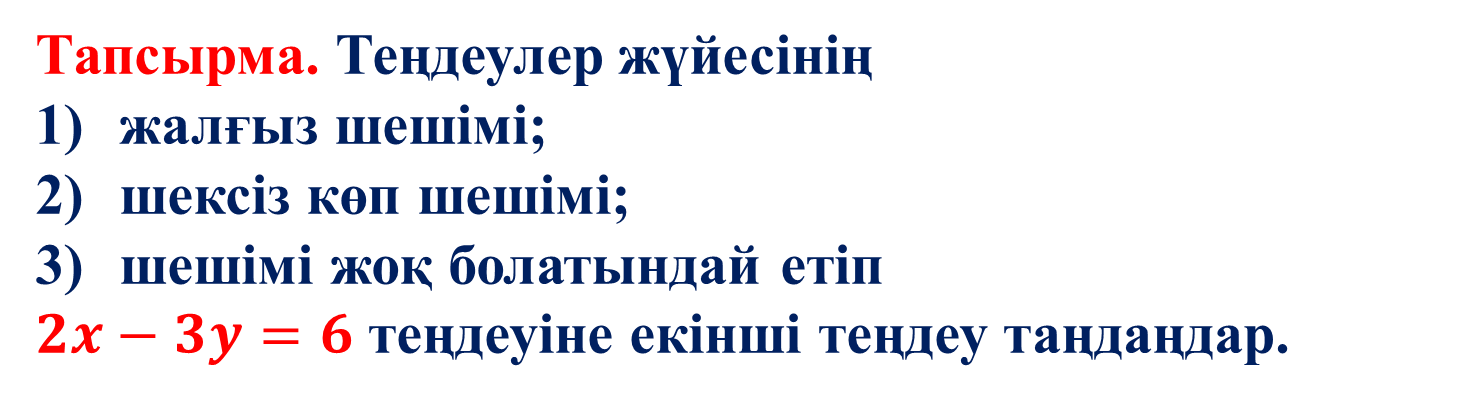 Тапсырма. Теңдеулер жүйесінің
1) жалғыз шешімі;
2) шексіз көп шешімі;
3) шешімі жоқ болатындай етіп
2x − 3y = 6 теңдеуіне екінші теңдеу таңдаңдар.